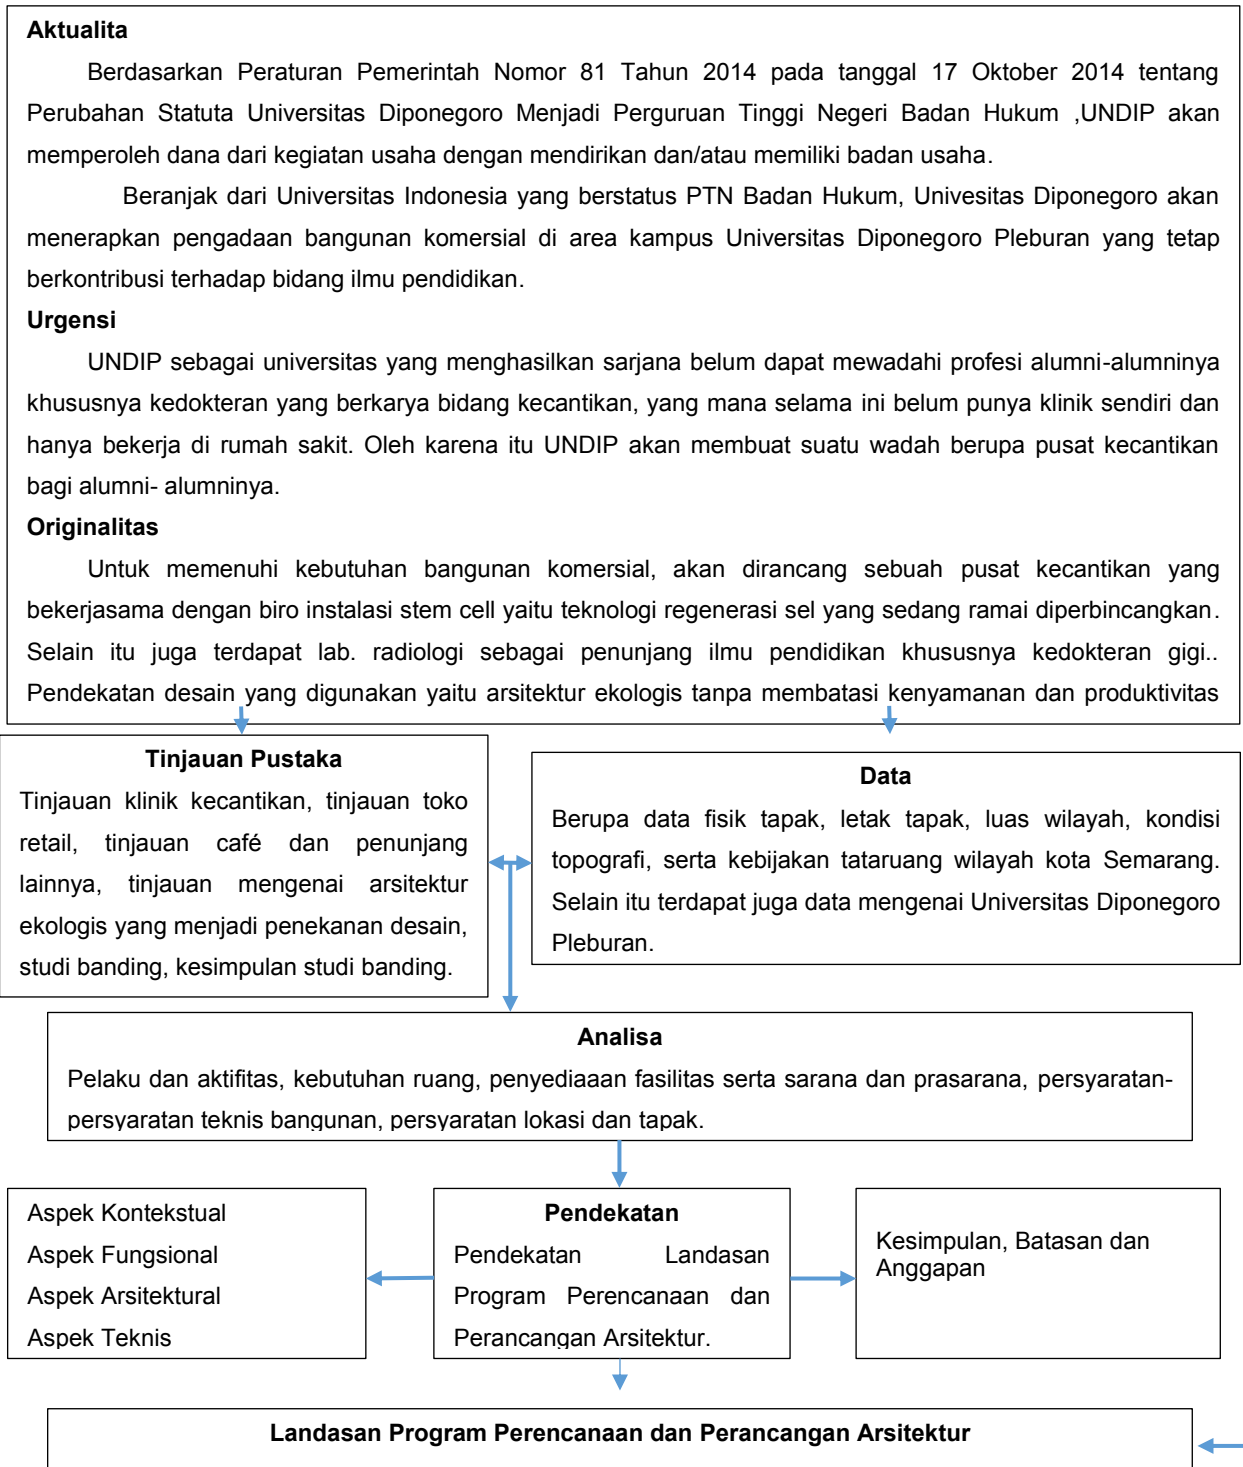 Aktualita
Berdasarkan Peraturan Pemerintah Nomor 81 Tahun 2014 pada tanggal 17 Oktober 2014 tentang
Perubahan Statuta Universitas Diponegoro Menjadi Perguruan Tinggi Negeri Badan Hukum ,UNDIP akan
memperoleh dana dari kegiatan usaha dengan mendirikan dan/atau memiliki badan usaha.
Beranjak dari Universitas Indonesia yang berstatus PTN Badan Hukum, Univesitas Diponegoro akan
menerapkan pengadaan bangunan komersial di area kampus Universitas Diponegoro Pleburan yang tetap
berkontribusi terhadap bidang ilmu pendidikan.
Urgensi
UNDIP sebagai universitas yang menghasilkan sarjana belum dapat mewadahi profesi alumni-alumninya
khususnya kedokteran yang berkarya bidang kecantikan, yang mana selama ini belum punya klinik sendiri dan
hanya bekerja di rumah sakit. Oleh karena itu UNDIP akan membuat suatu wadah berupa pusat kecantikan
bagi alumni- alumninya.
Originalitas
Untuk memenuhi kebutuhan bangunan komersial, akan dirancang sebuah pusat kecantikan yang
bekerjasama dengan biro instalasi stem cell yaitu teknologi regenerasi sel yang sedang ramai diperbincangkan.
Selain itu juga terdapat lab. radiologi sebagai penunjang ilmu pendidikan khususnya kedokteran gigi..
Pendekatan desain yang digunakan yaitu arsitektur ekologis tanpa membatasi kenyamanan dan produktivitas
Tinjauan Pustaka
Tinjauan klinik kecantikan, tinjauan toko
retail, tinjauan café dan penunjang
lainnya, tinjauan mengenai arsitektur
ekologis yang menjadi penekanan desain,
studi banding, kesimpulan studi banding.
Data
Berupa data fisik tapak, letak tapak, luas wilayah, kondisi
topografi, serta kebijakan tataruang wilayah kota Semarang.
Selain itu terdapat juga data mengenai Universitas Diponegoro
Pleburan.
Analisa
Pelaku dan aktifitas, kebutuhan ruang, penyediaaan fasilitas serta sarana dan prasarana, persyaratan-
persyaratan teknis bangunan, persyaratan lokasi dan tapak.
Aspek Kontekstual
Aspek Fungsional
Aspek Arsitektural
Aspek Teknis
Pendekatan
Pendekatan Landasan
Program Perencanaan dan
Perancangan Arsitektur.
Kesimpulan, Batasan dan
Anggapan
Landasan Program Perencanaan dan Perancangan Arsitektur